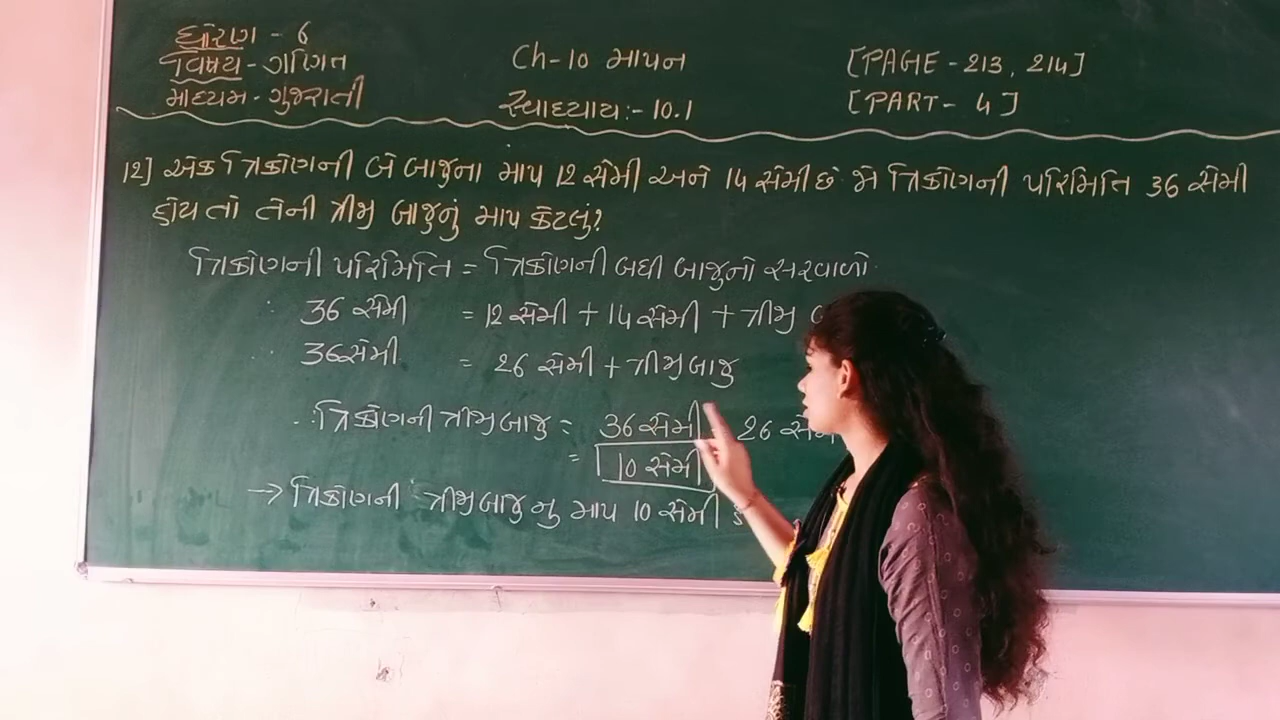 ધોરણ - 6
વિષય - ગણિત
માધ્યમ - ગુજરાતી
Ch-10 માપન
સ્વાધ્યાય :- 10.1
[PAGE - 213, 214]
[PART - 4]
12] એક ત્રિકોણની બે બાજુના માપ 12 સેમી અને 14 સેમી છે જો ત્રિકોણની પરિમિતિ 36 સેમી
હોય તો તેની ત્રીજી બાજુનું માપ કેટલું?
ત્રિકોણની પરિમિતિ = ત્રિકોણની બધી બાજુનો સરવાળો
∴ 36 સેમી = 12 સેમી + 14 સેમી + ત્રીજી
∴ 36 સેમી = 26 સેમી + ત્રીજી બાજુ
∴ ત્રિકોણની ત્રીજી બાજુ = 36 સેમી - 26 સેમી
= 10 સેમી
→ ત્રિકોણની ત્રીજી બાજુનુ માપ 10 સેમી